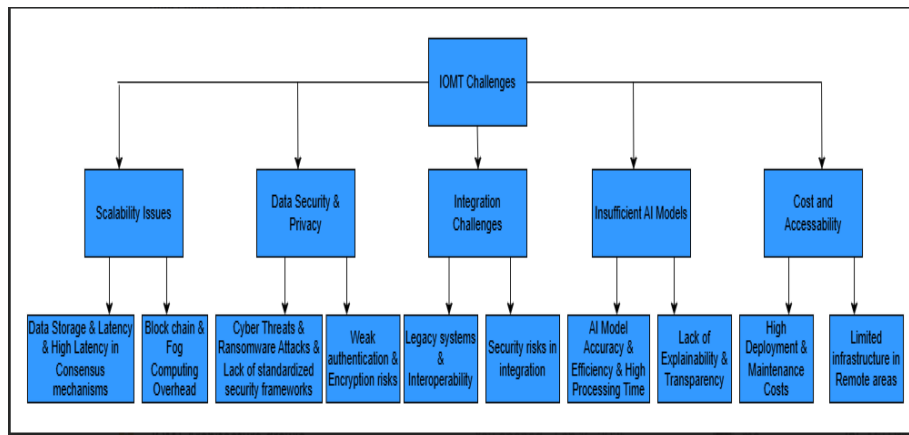 IOMT Challenges
Scalability Issues
Data Security &
Privacy
Integration
Challenges
Insufficient AI Models
Cost and
Accessability
Data Storage & Latency
& High Latency in
Consensus
mechanisms
Block chain &
Fog
Computing
Overhead
Cyber Threats &
Ransomware Attacks &
Lack of standardized
security frameworks
Weak
authentication &
Encryption risks
Legacy systems
& Interoperability
Security risks in
integration
AI Model
Accuracy &
Efficiency & High
Processing Time
Lack of
Explainability &
Transparency
High
Deployment &
Maintenance
Costs
Limited
infrastructure in
Remote areas